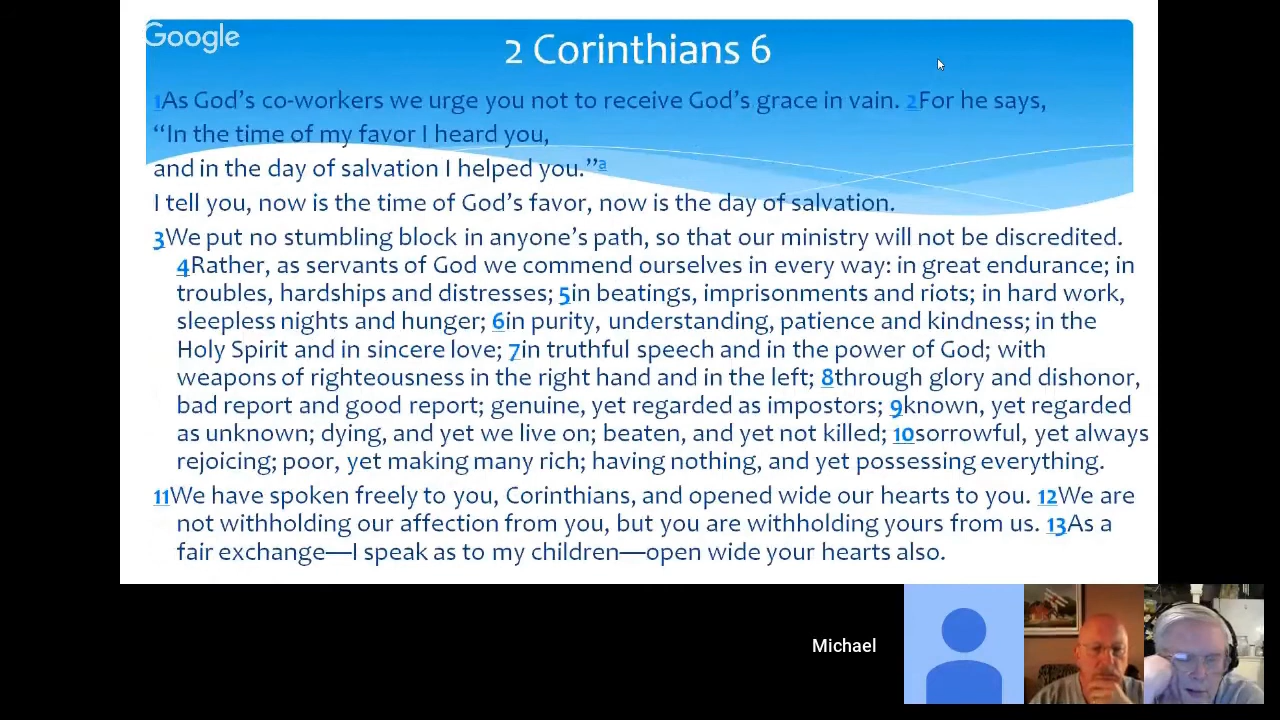 Google
2 Corinthians 6
1As God’s co-workers we urge you not to receive God’s grace in vain. 2For he says,
“In the time of my favor I heard you,
and in the day of salvation I helped you.”a
I tell you, now is the time of God’s favor, now is the day of salvation.
3We put no stumbling block in anyone’s path, so that our ministry will not be discredited.
4Rather, as servants of God we commend ourselves in every way: in great endurance; in
troubles, hardships and distresses; 5in beatings, imprisonments and riots; in hard work,
sleepless nights and hunger; 6in purity, understanding, patience and kindness; in the
Holy Spirit and in sincere love; 7in truthful speech and in the power of God; with
weapons of righteousness in the right hand and in the left; 8through glory and dishonor,
bad report and good report; genuine, yet regarded as impostors; 9known, yet regarded
as unknown; dying, and yet we live on; beaten, and yet not killed; 10sorrowful, yet always
rejoicing; poor, yet making many rich; having nothing, and yet possessing everything.
11We have spoken freely to you, Corinthians, and opened wide our hearts to you. 12We are
not withholding our affection from you, but you are withholding yours from us. 13As a
fair exchange—I speak as to my children—open wide your hearts also.
Michael